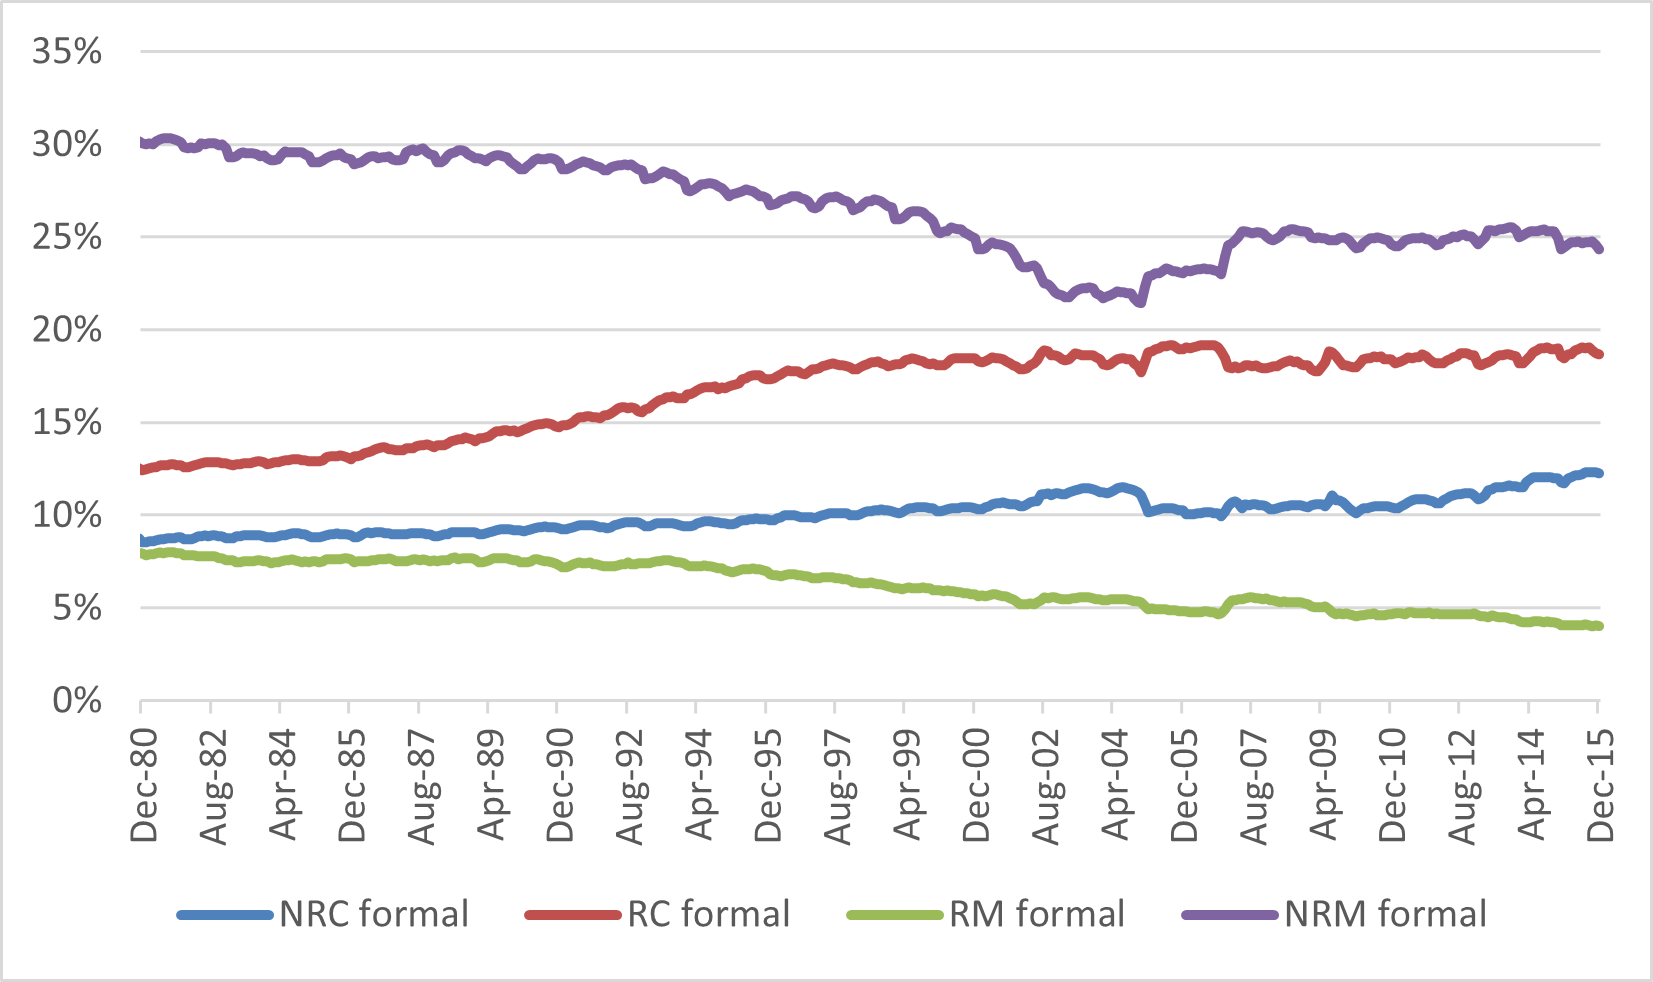 35%
30%
25%
20%
15%
10%
5%
0%
Dec-80
Aug-82
Apr-84
Dec-85
Aug-87
Apr-89
Dec-90
Aug-92
Apr-94
Dec-95
Aug-97
Apr-99
Dec-00
Aug-02
Apr-04
Dec-05
Aug-07
Apr-09
Dec-10
Aug-12
Apr-14
Dec-15
NRC formal RC formal RM formal NRM formal